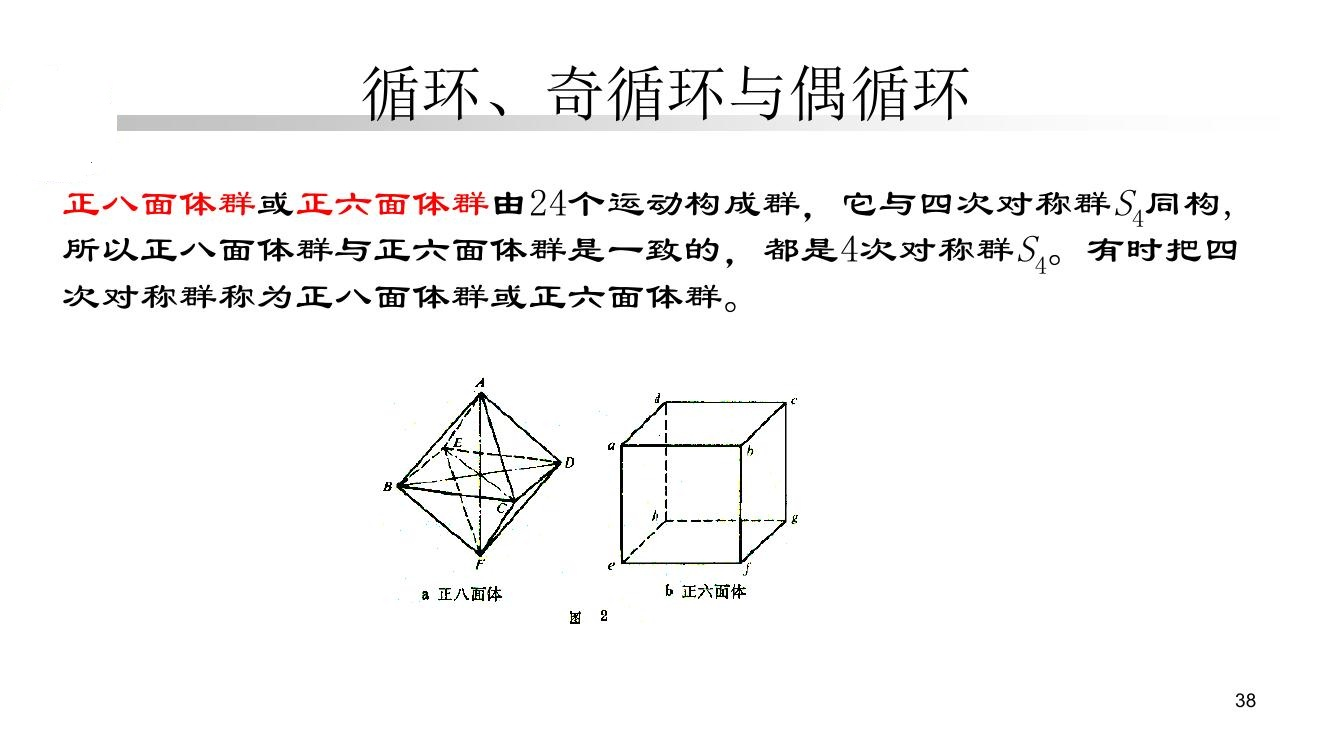 循环、奇循环与偶循环
正八面体群或正六面体群由24个运动构成群，它与四次对称群S4同构,
所以正八面体群与正六面体群是一致的，都是4次对称群S4。有时把四
次对称群称为正八面体群或正六面体群。
A
E
D
B
C
F
a 正八面体
d
c
a
b
h
g
e
f
b 正六面体
图 2
38